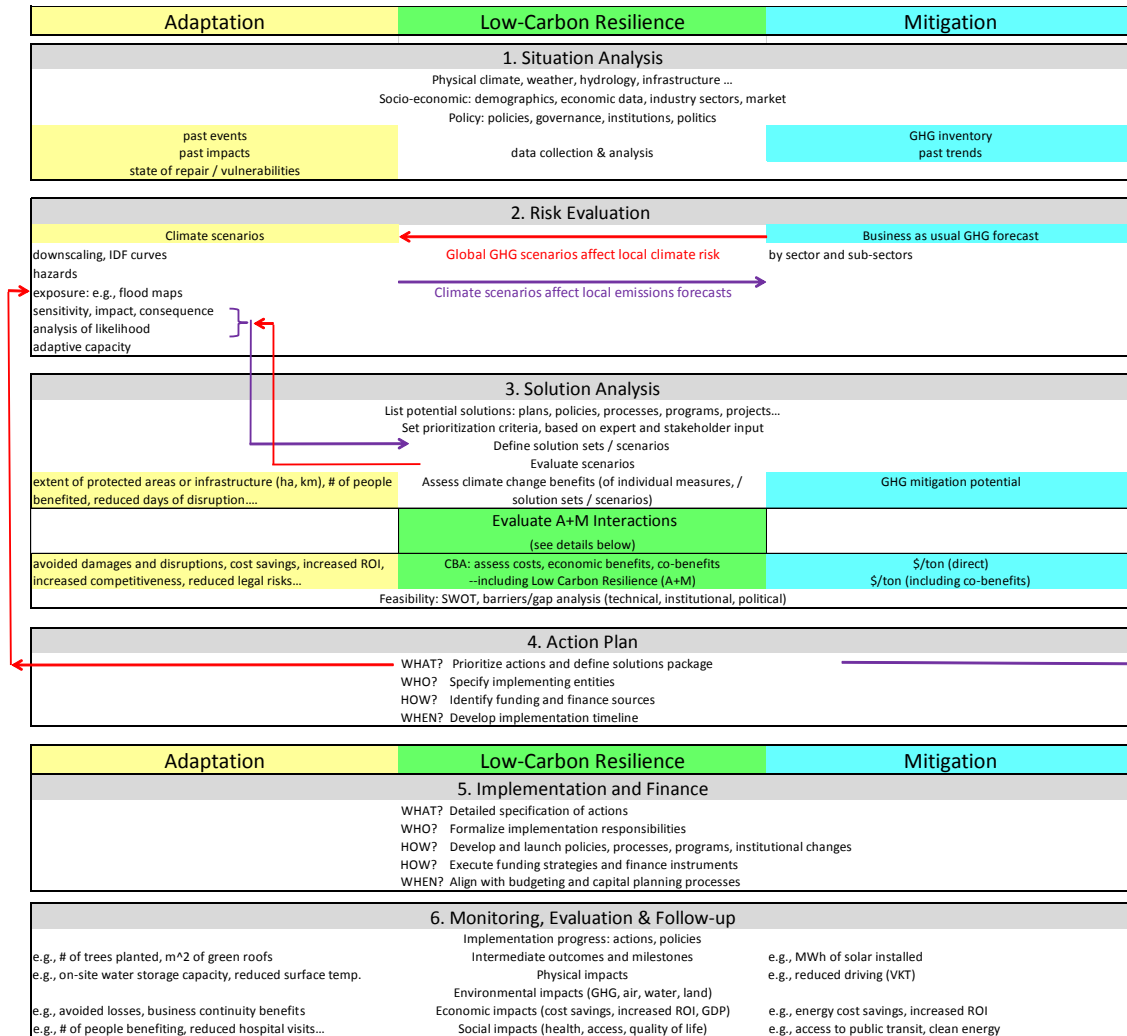 Adaptation Low-Carbon Resilience Mitigation
1. Situation Analysis
Physical climate, weather, hydrology, infrastructure ...
Socio-economic: demographics, economic data, industry sectors, market
Policy: policies, governance, institutions, politics
past events GHG inventory
past impacts data collection & analysis past trends
state of repair / vulnerabilities
2. Risk Evaluation
Climate scenarios Business as usual GHG forecast
downscaling, IDF curves Global GHG scenarios affect local climate risk by sector and sub-sectors
hazards
exposure: e.g., flood maps Climate scenarios affect local emissions forecasts
sensitivity, impact, consequence
analysis of likelihood
adaptive capacity
3. Solution Analysis
List potential solutions: plans, policies, processes, programs, projects...
Set prioritization criteria, based on expert and stakeholder input
Define solution sets / scenarios
Evaluate scenarios
extent of protected areas or infrastructure (ha, km), # of people Assess climate change benefits (of individual measures, / GHG mitigation potential
benefited, reduced days of disruption.... solution sets / scenarios)
Evaluate A+M Interactions
(see details below)
avoided damages and disruptions, cost savings, increased ROI, CBA: assess costs, economic benefits, co-benefits $/ton (direct)
increased competitiveness, reduced legal risks... --including Low Carbon Resilience (A+M) $/ton (including co-benefits)
Feasibility: SWOT, barriers/gap analysis (technical, institutional, political)
4. Action Plan
WHAT? Prioritize actions and define solutions package
WHO? Specify implementing entities
HOW? Identify funding and finance sources
WHEN? Develop implementation timeline
Adaptation Low-Carbon Resilience Mitigation
5. Implementation and Finance
WHAT? Detailed specification of actions
WHO? Formalize implementation responsibilities
HOW? Develop and launch policies, processes, programs, institutional changes
HOW? Execute funding strategies and finance instruments
WHEN? Align with budgeting and capital planning processes
6. Monitoring, Evaluation & Follow-up
Implementation progress: actions, policies
e.g., # of trees planted, m^2 of green roofs Intermediate outcomes and milestones e.g., MWh of solar installed
e.g., on-site water storage capacity, reduced surface temp. Physical impacts e.g., reduced driving (VKT)
Environmental impacts (GHG, air, water, land)
e.g., avoided losses, business continuity benefits Economic impacts (cost savings, increased ROI, GDP) e.g., energy cost savings, increased ROI
e.g., # of people benefiting, reduced hospital visits... Social impacts (health, access, quality of life) e.g., access to public transit, clean energy